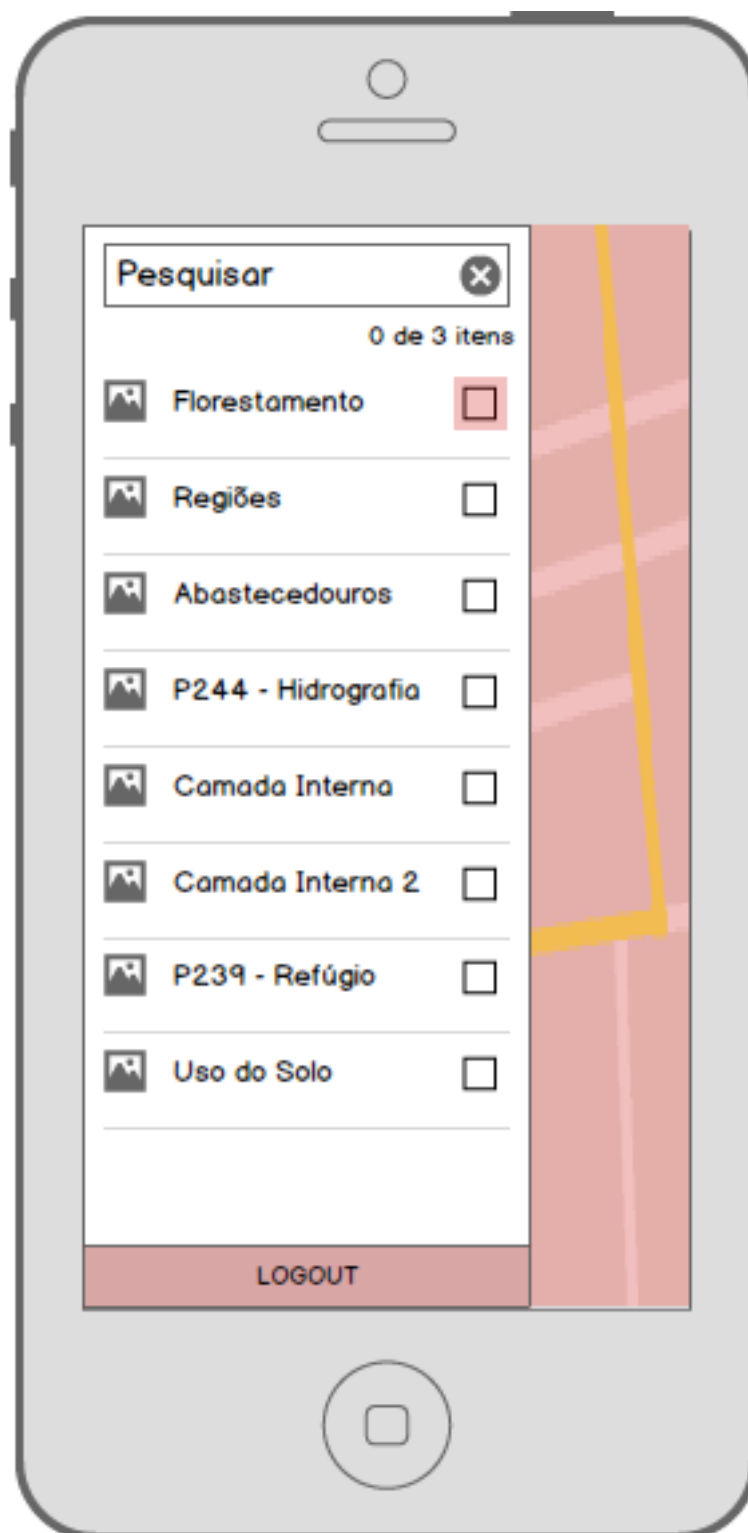 Pesquisar
0 de 3 itens
Florestamento
Regiões
Abastecedouros
P244 - Hidrografia
Camada Interna
Camada Interna 2
P239 - Refúgio
Uso do Solo
LOGOUT